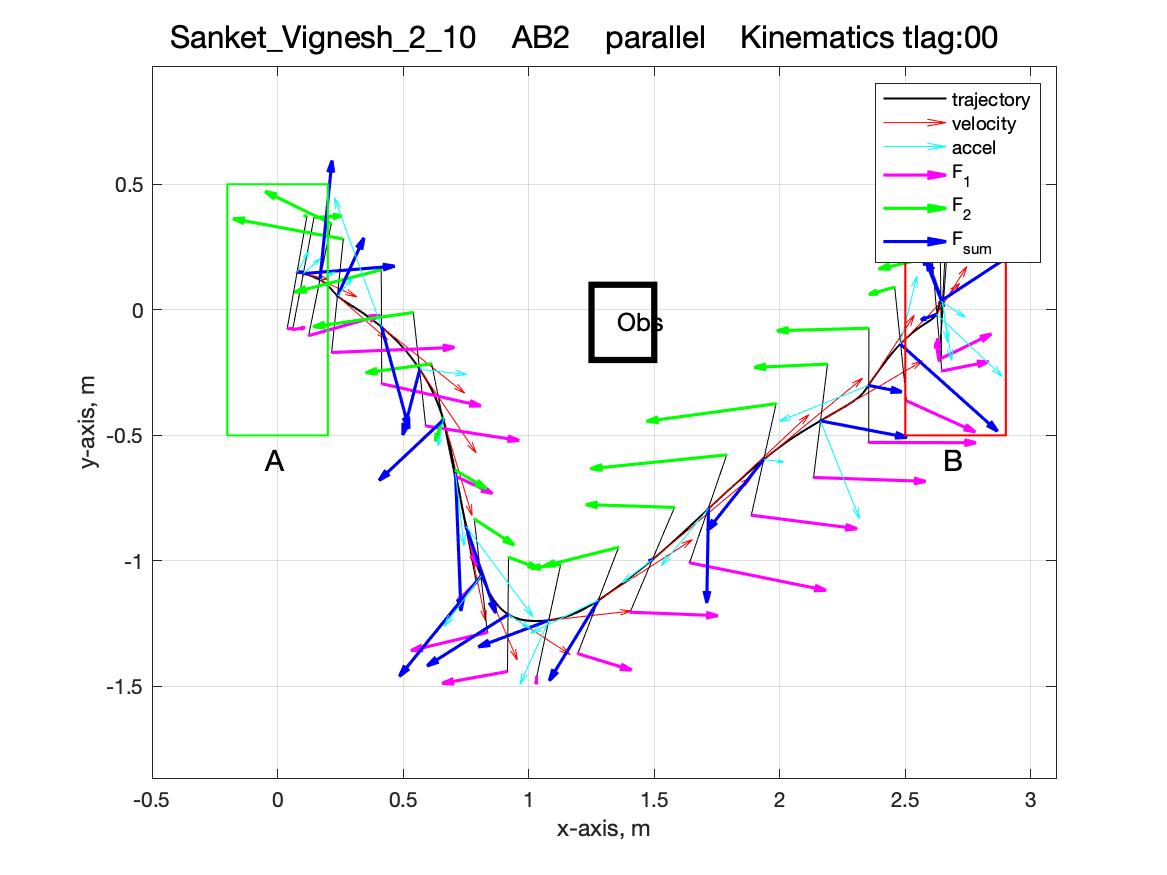 Sanket_Vignesh_2_10 AB2 parallel Kinematics tlag:00
trajectory
velocity
accel
F1
F2
Fsum
0.5
0
-0.5
-1
-1.5
y-axis, m
Obs
A
B
-0.5 0 0.5 1 1.5 2 2.5 3
x-axis, m